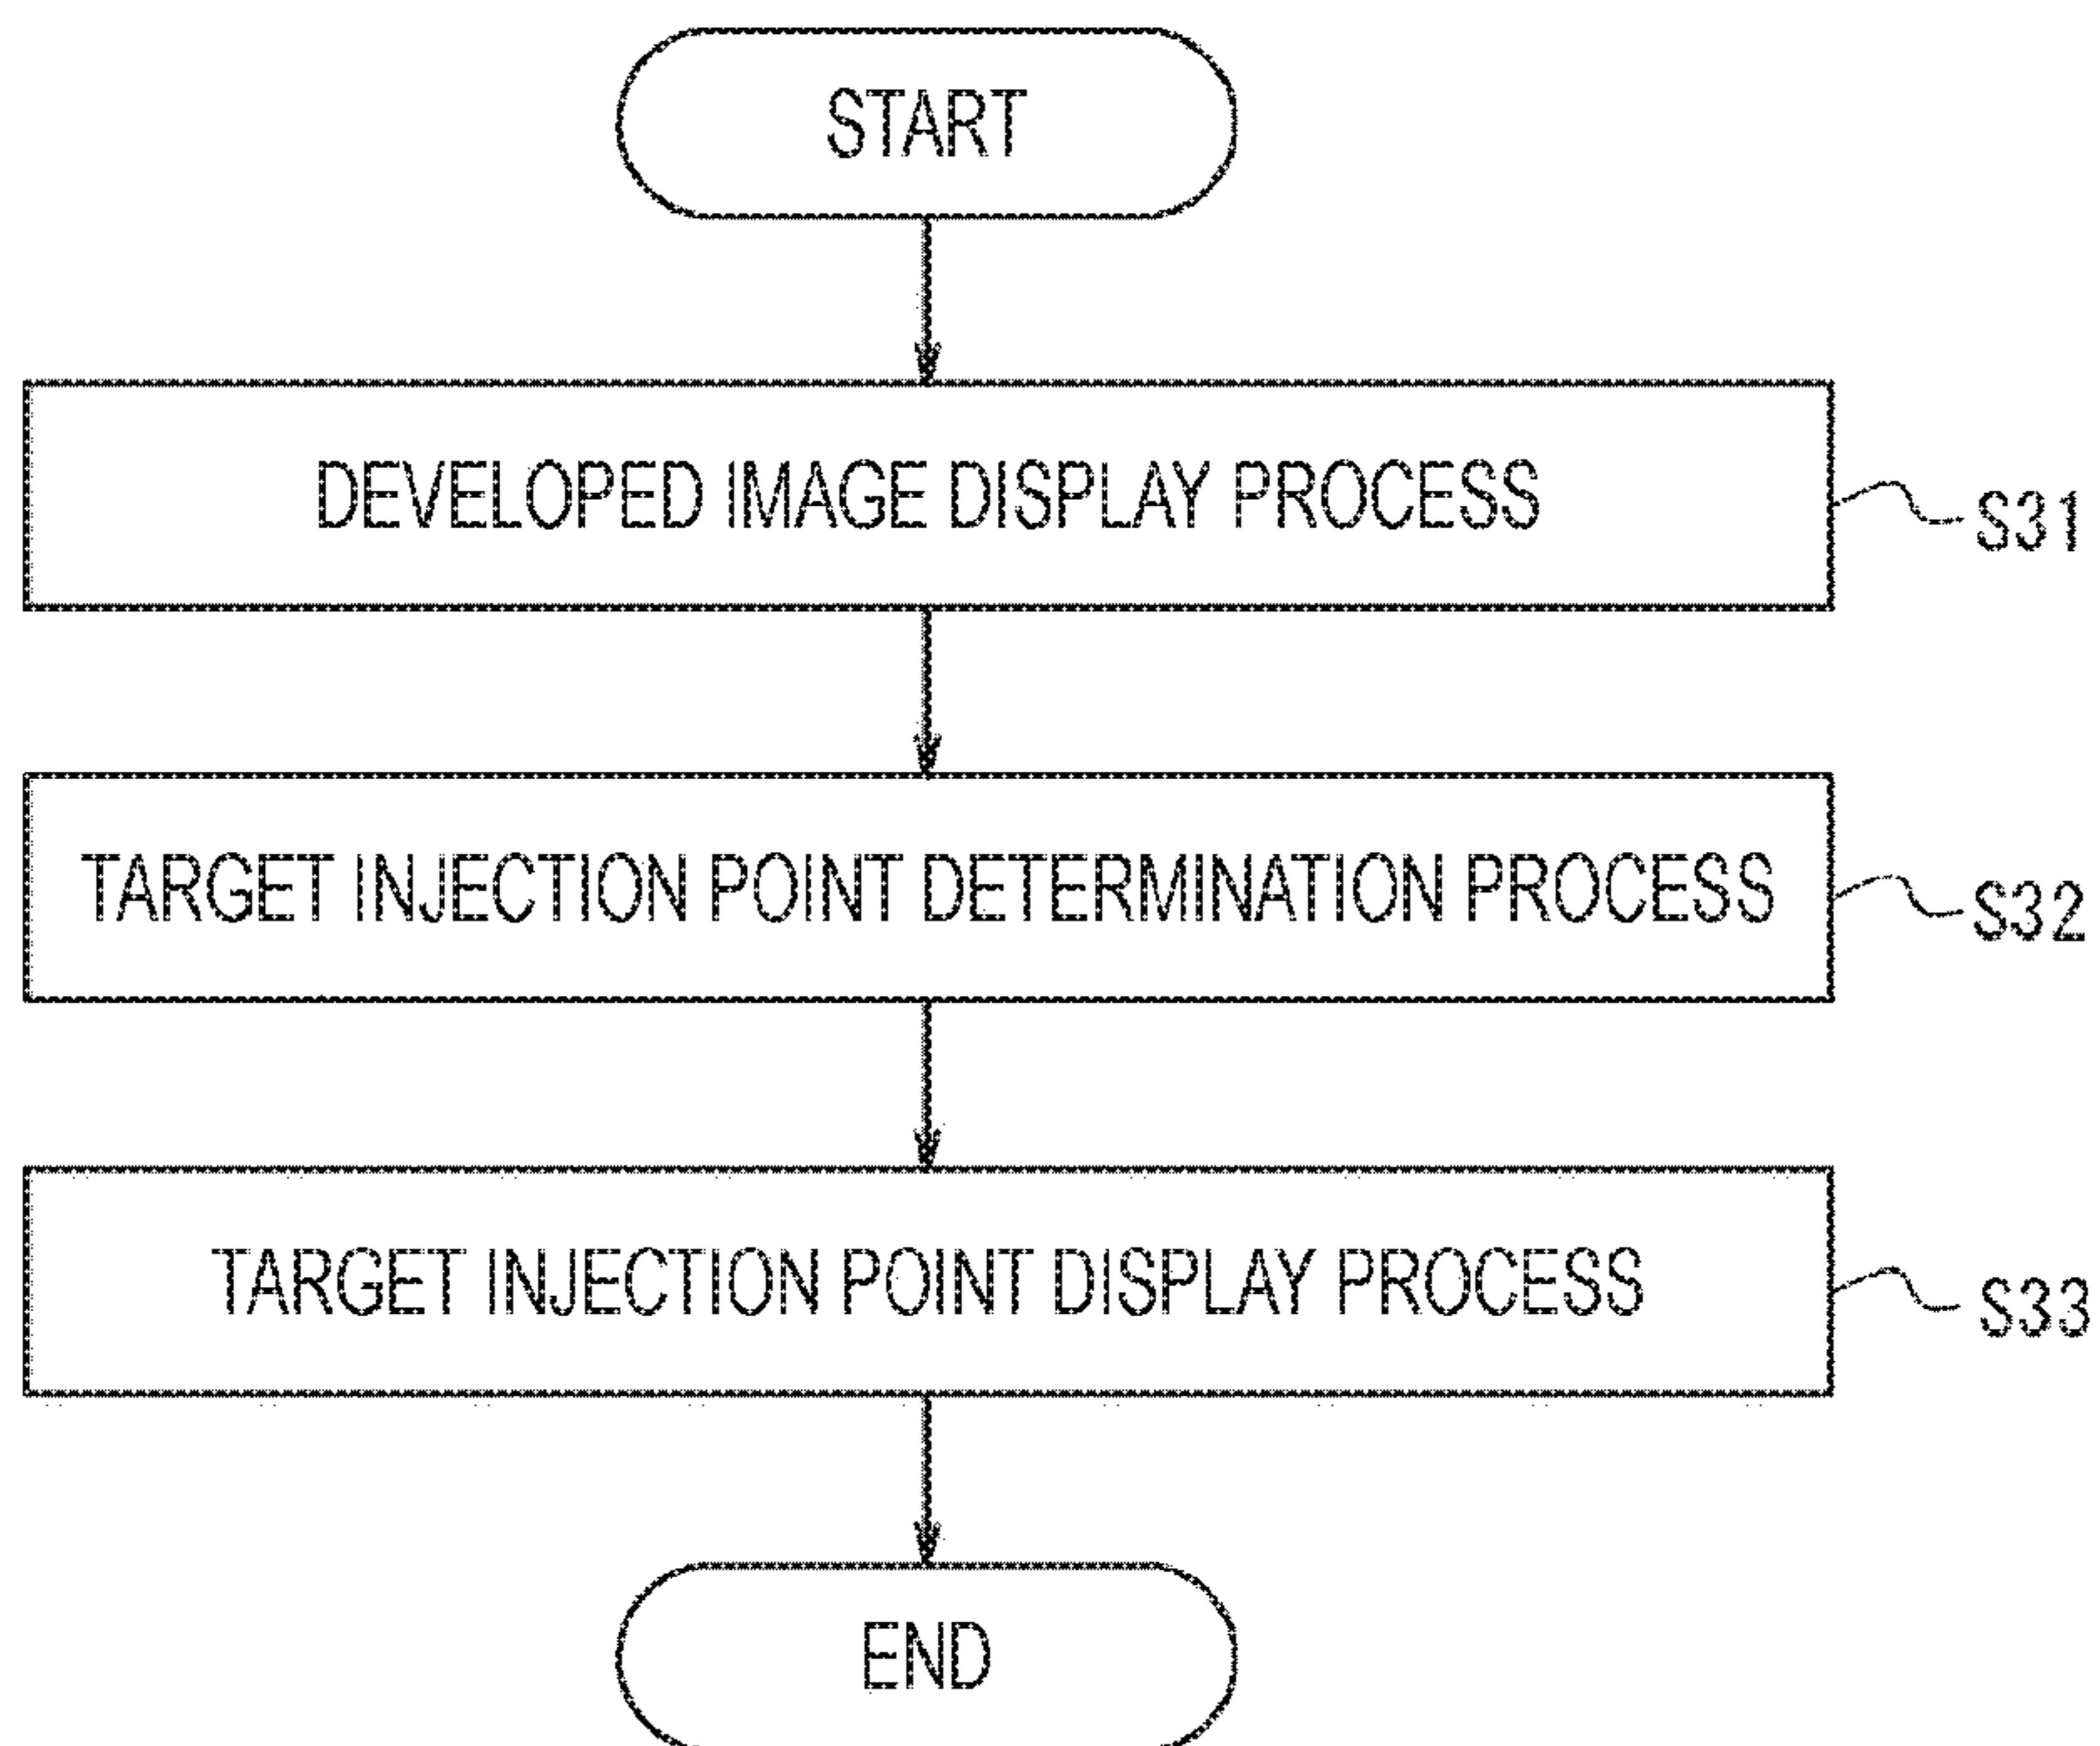 START
DEVELOPED IMAGE DISPLAY PROCESS
S31
TARGET INJECTION POINT DETERMINATION PROCESS
S32
TARGET INJECTION POINT DISPLAY PROCESS
S33
END